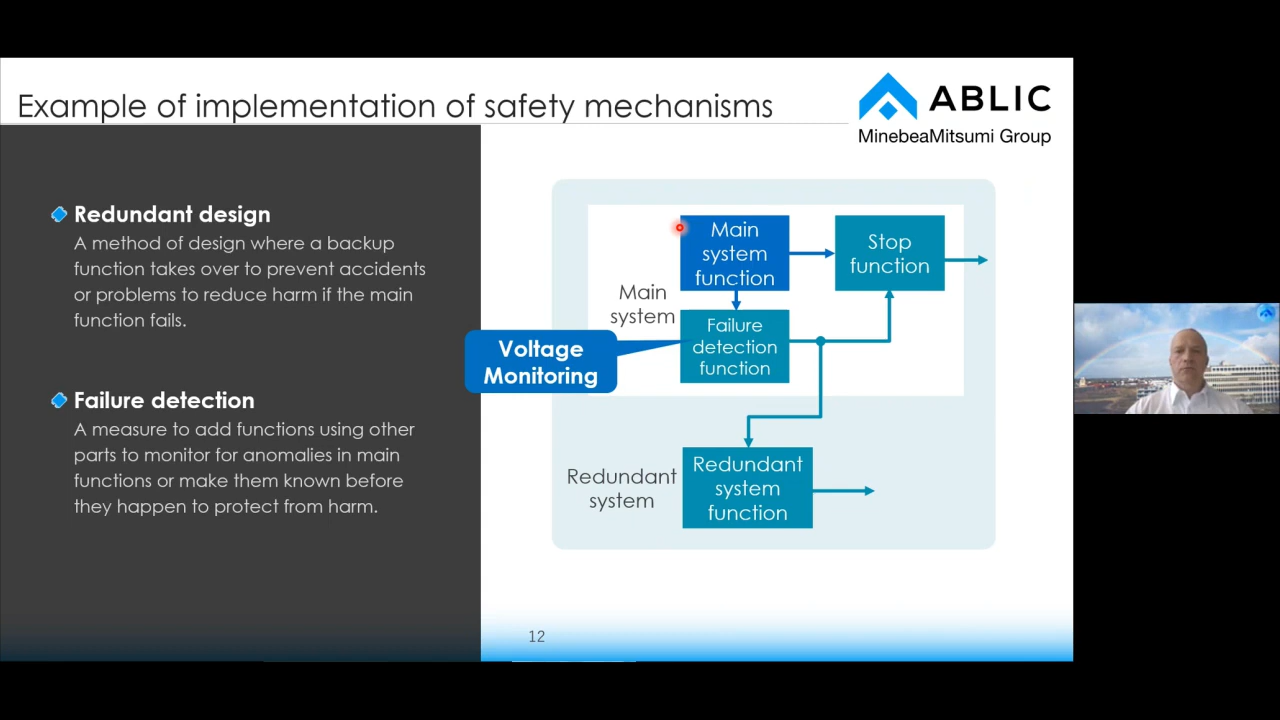 Example of implementation of safety mechanisms
ABLIC
MinebeaMitsumi Group
Redundant design
A method of design where a backup
function takes over to prevent accidents
or problems to reduce harm if the main
function fails.
Failure detection
A measure to add functions using other
parts to monitor for anomalies in main
functions or make them known before
they happen to protect from harm.
Main
system
function
Stop
function
Main
system
Failure
detection
function
Voltage
Monitoring
Redundant
system
Redundant
system
function
12